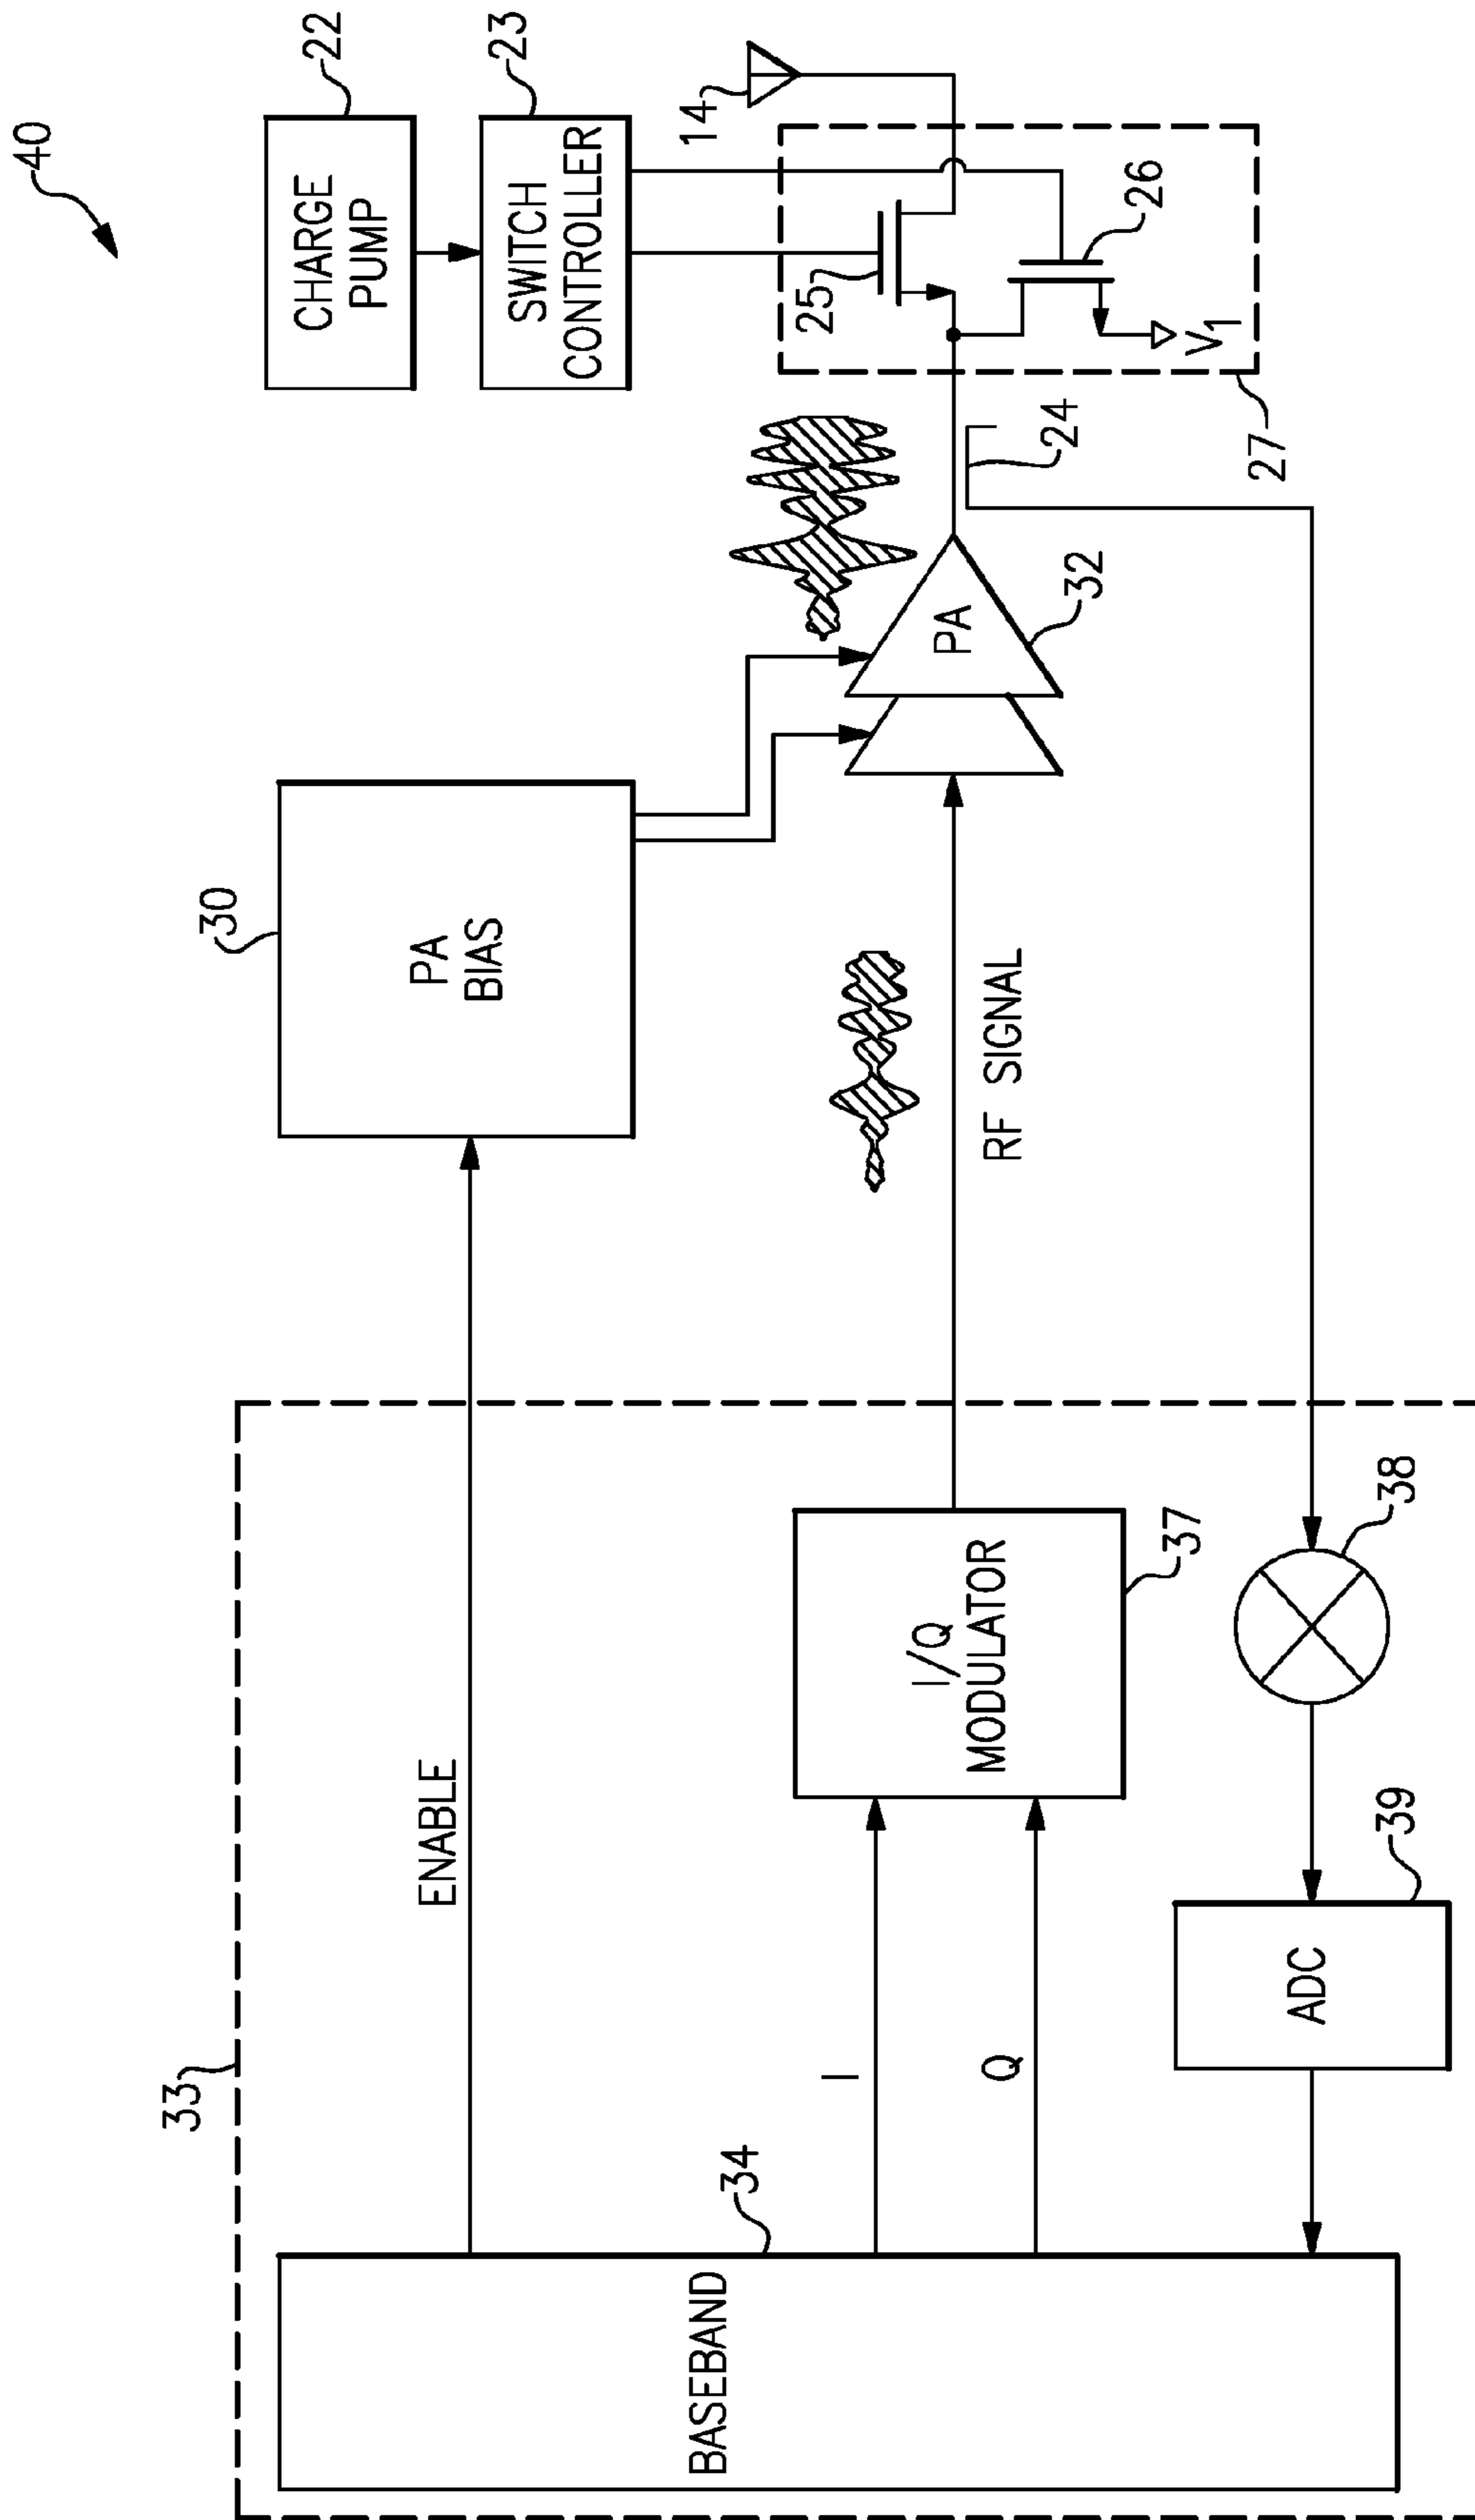 40
CHARGE
PUMP
22
SWITCH
CONTROLLER
23
14
25
26
V1
27
24
PA
32
PA
BIAS
30
RF SIGNAL
33
ENABLE
I/Q
MODULATOR
37
38
ADC
39
I
Q
34
BASEBAND